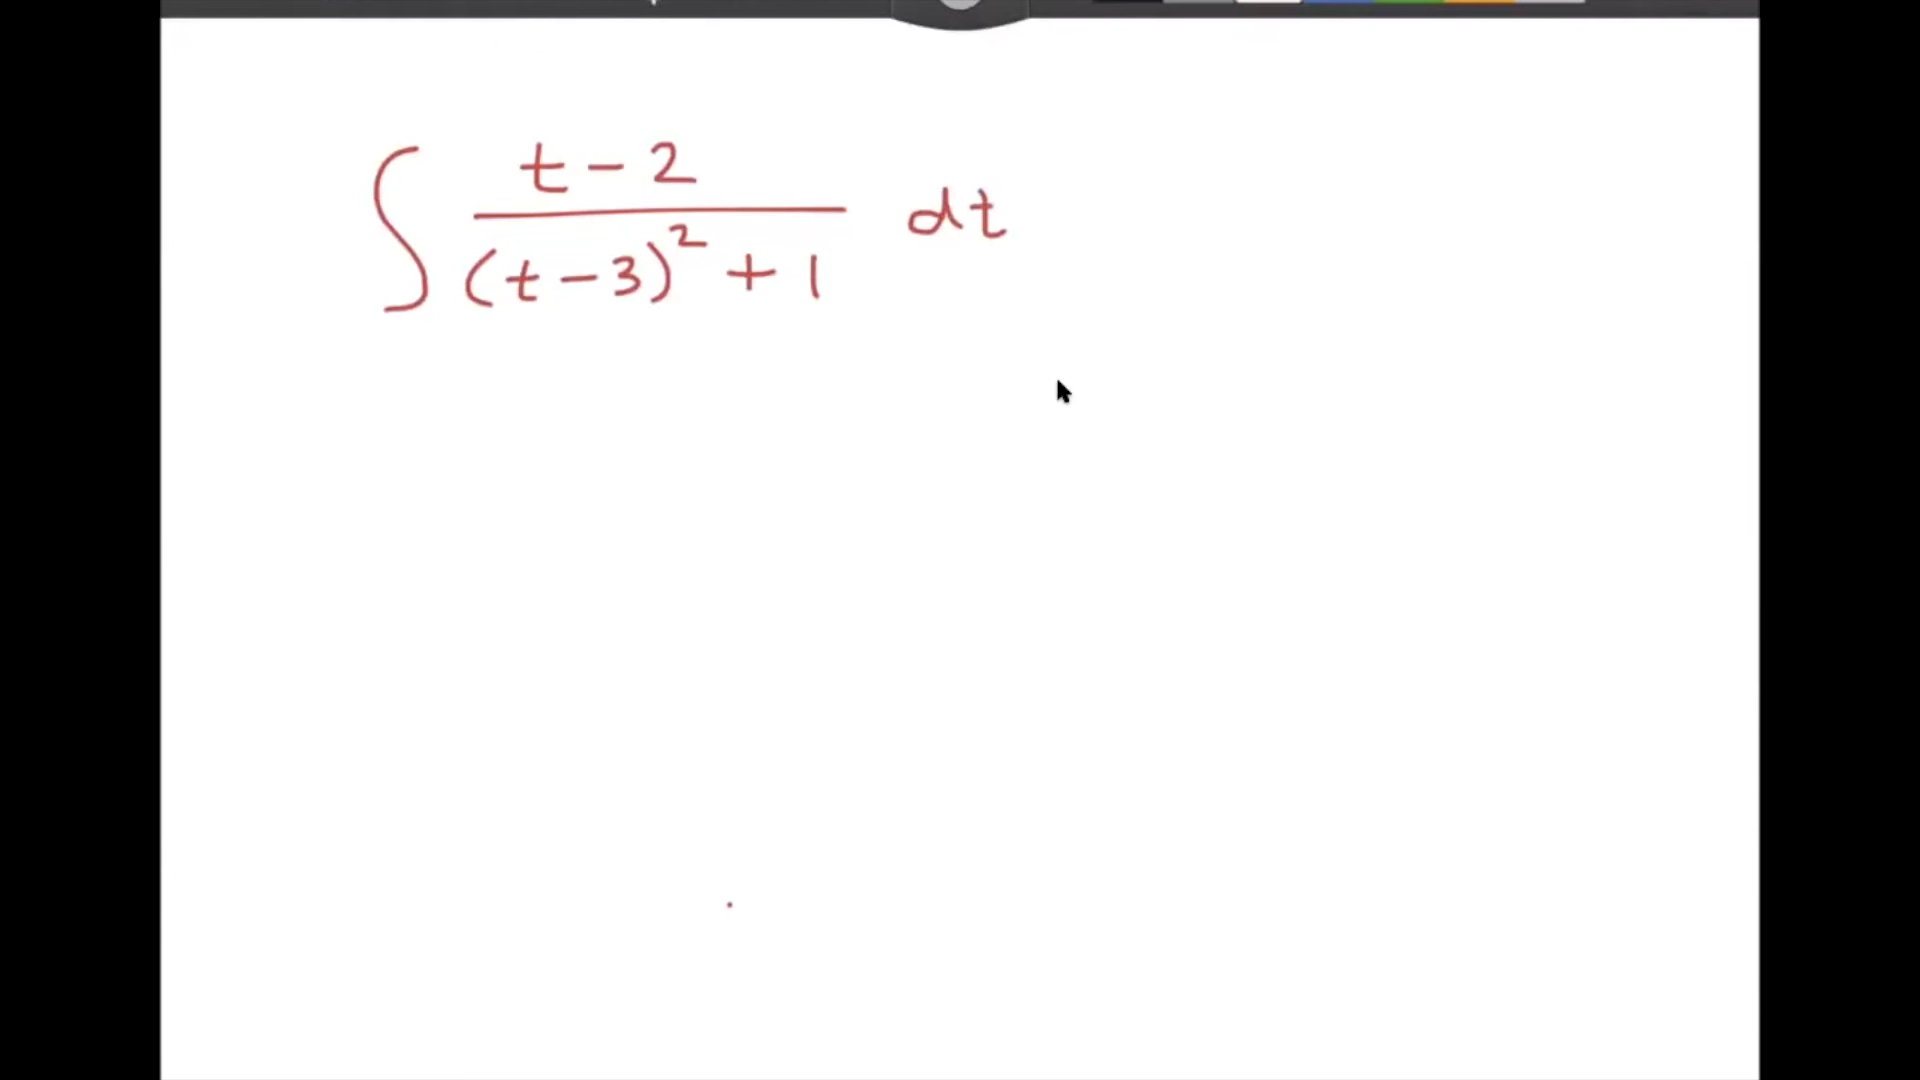 ∫ (t - 2) / ((t - 3)² + 1) dt